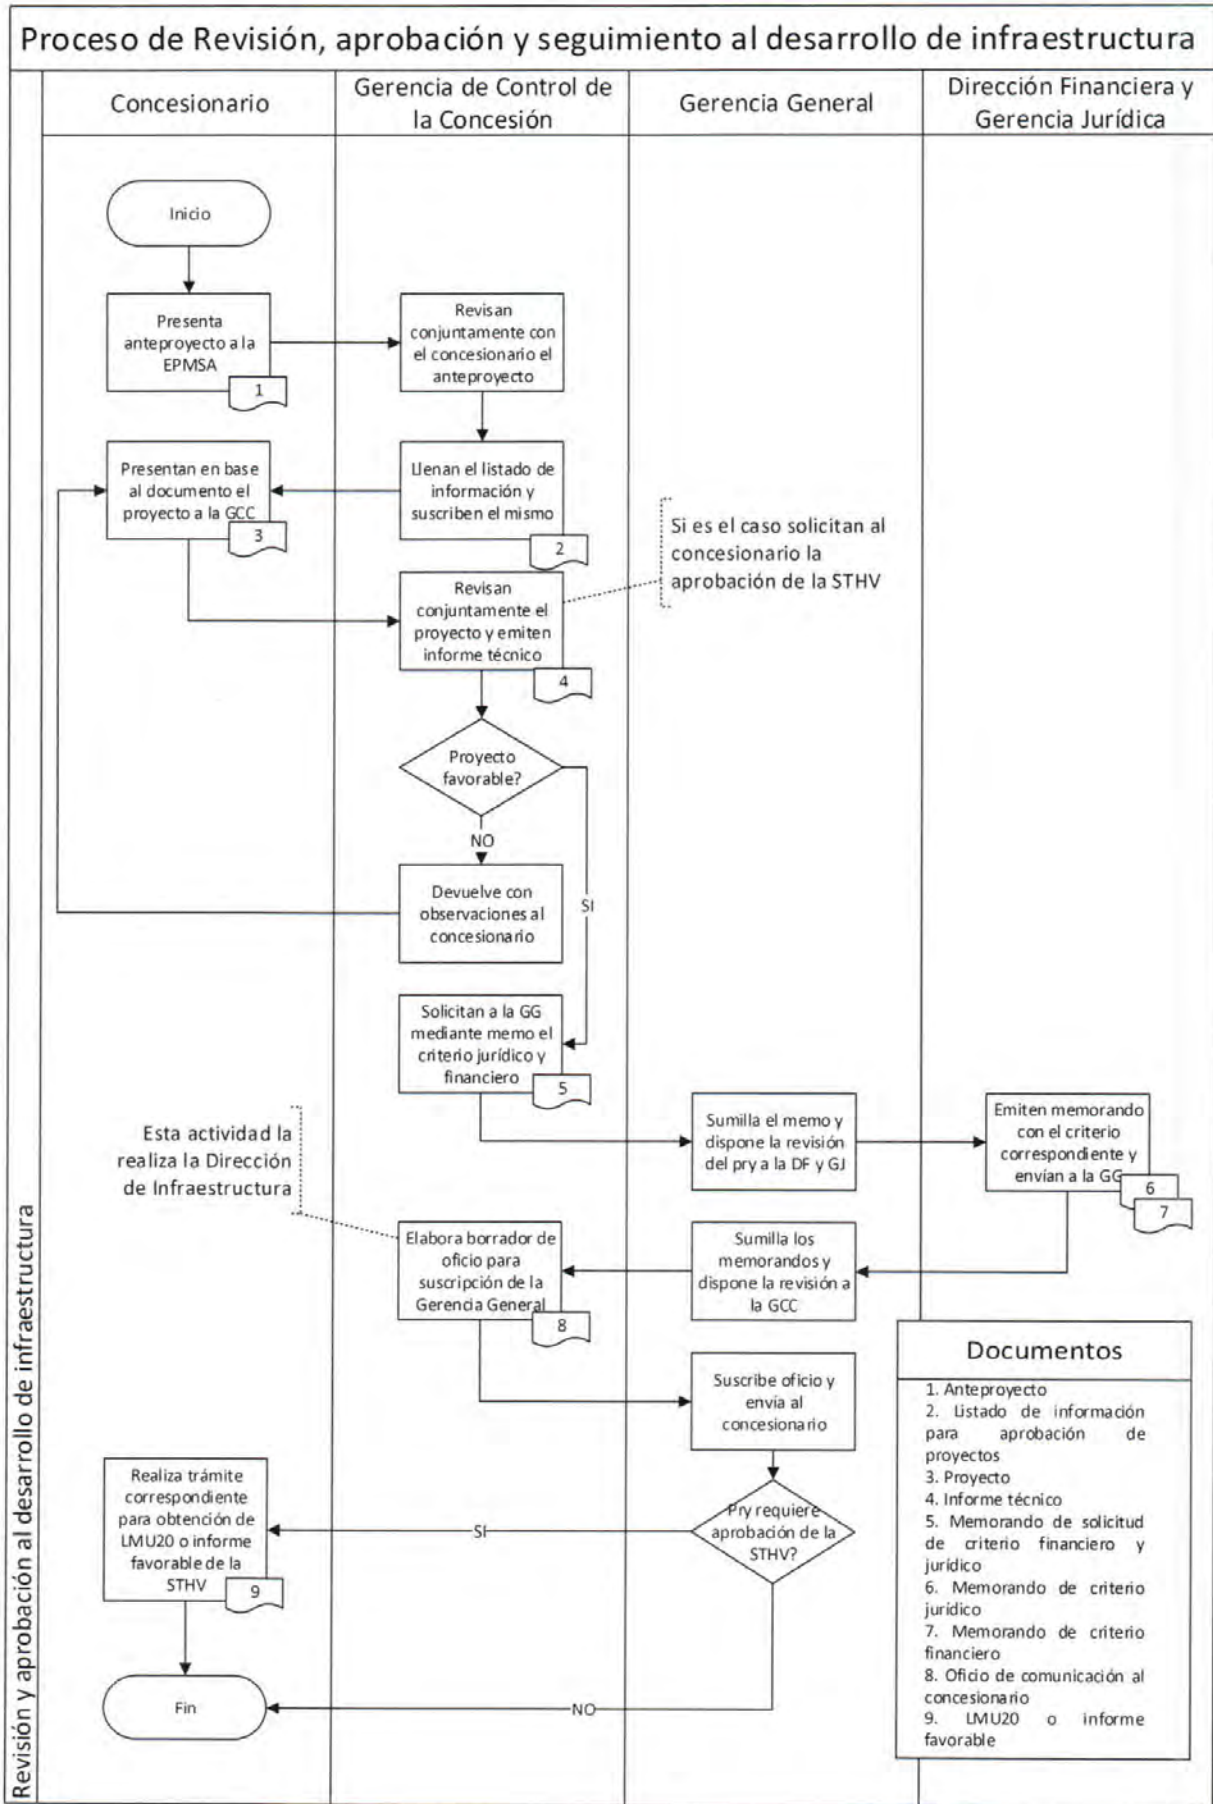 Proceso de Revisión, aprobación y seguimiento al desarrollo de infraestructura
Concesionario
Gerencia de Control de
la Concesión
Gerencia General
Dirección Financiera y
Gerencia Jurídica
Revisión y aprobación al desarrollo de infraestructura
Inicio
Presenta
anteproyecto a la
EPMSA
1
Revisan
conjuntamente con
el concesionario el
anteproyecto
Presentan en base
al documento el
proyecto a la GCC
3
Llenan el listado de
información y
suscriben el mismo
2
Si es el caso solicitan al
concesionario la
aprobación de la STHV
Revisan
conjuntamente el
proyecto y emiten
informe técnico
4
Proyecto
favorable?
NO
SI
Devuelve con
observaciones al
concesionario
Solicitan a la GG
mediante memo el
criterio jurídico y
financiero
5
Sumilla el memo y
dispone la revisión
del pry a la DF y GJ
Emiten memorando
con el criterio
correspondiente y
envían a la GG
6
7
Esta actividad la
realiza la Dirección
de Infraestructura
Elabora borrador de
oficio para
suscripción de la
Gerencia General
8
Sumilla los
memorandos y
dispone la revisión a
la GCC
Suscribe oficio y
envía al
concesionario
Pry requiere
aprobación de la
STHV?
SI
NO
Realiza trámite
correspondiente
para obtención de
LMU20 o informe
favorable de la
STHV
9
Fin
Documentos
1. Anteproyecto
2. Listado de información
para aprobación de
proyectos
3. Proyecto
4. Informe técnico
5. Memorando de solicitud
de criterio financiero y
jurídico
6. Memorando de criterio
jurídico
7. Memorando de criterio
financiero
8. Oficio de comunicación al
concesionario
9. LMU20 o informe
favorable